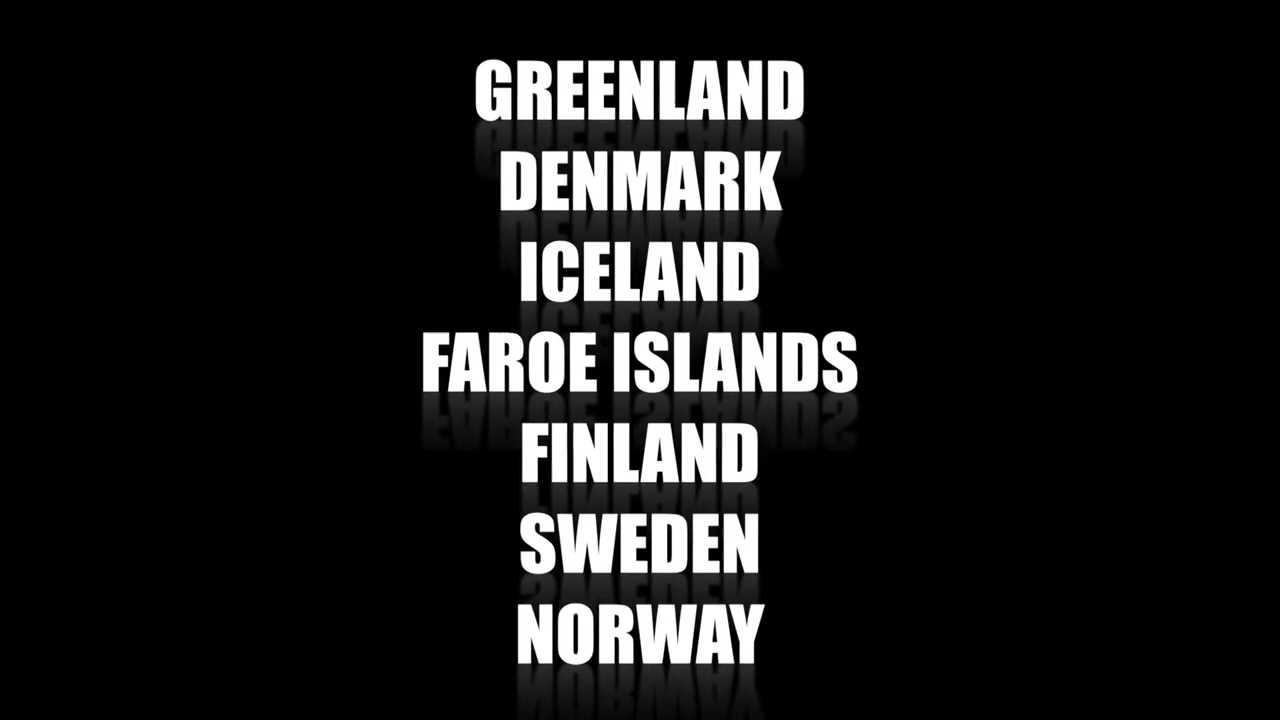 GREENLAND
DENMARK
ICELAND
FAROE ISLANDS
FINLAND
SWEDEN
NORWAY